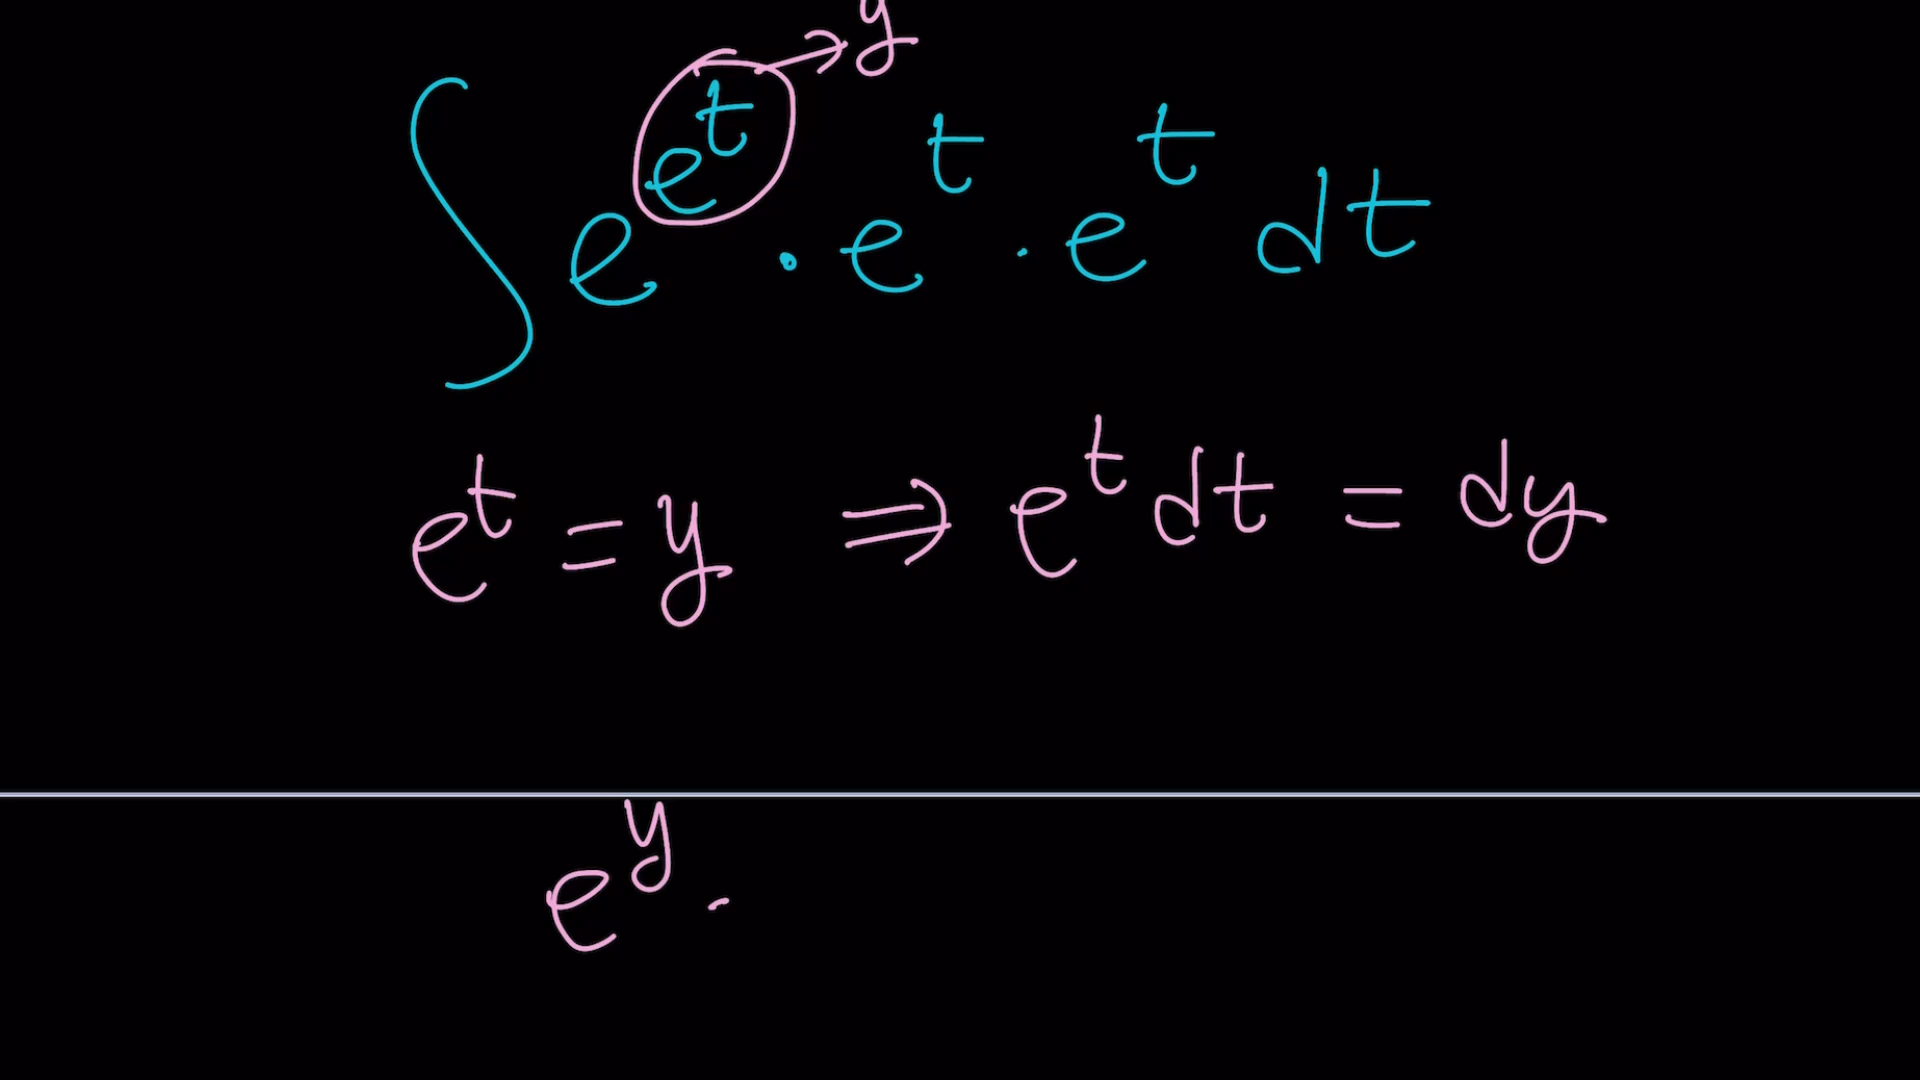 y
∫ e^{e^t} · e^t · e^t dt
e^t = y ⇒ e^t dt = dy
e^y ·